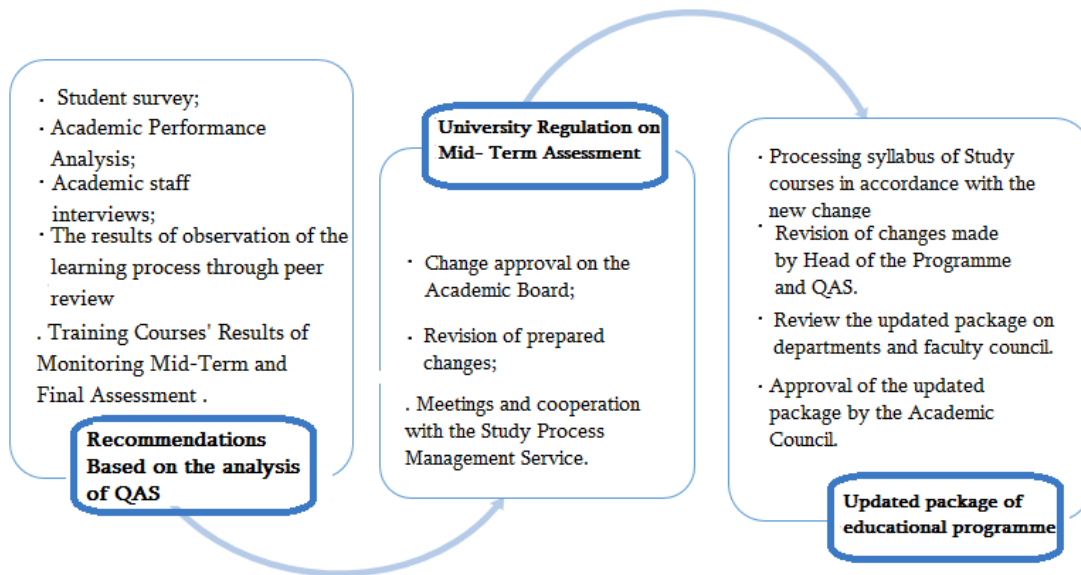 . Student survey;
· Academic Performance
Analysis;
· Academic staff
interviews;
· The results of observation of the
learning process through peer
review
. Training Courses' Results of
Monitoring Mid-Term and
Final Assessment .
Recommendations
Based on the analysis
of QAS
University Regulation on
Mid- Term Assessment
· Change approval on the
Academic Board;
· Revision of prepared
changes;
. Meetings and cooperation
with the Study Process
Management Service.
· Processing syllabus of Study
courses in accordance with the
new change
· Revision of changes made
by Head of the Programme
and QAS.
· Review the updated package on
departments and faculty council.
· Approval of the updated
package by the Academic
Council.
Updated package of
educational programme